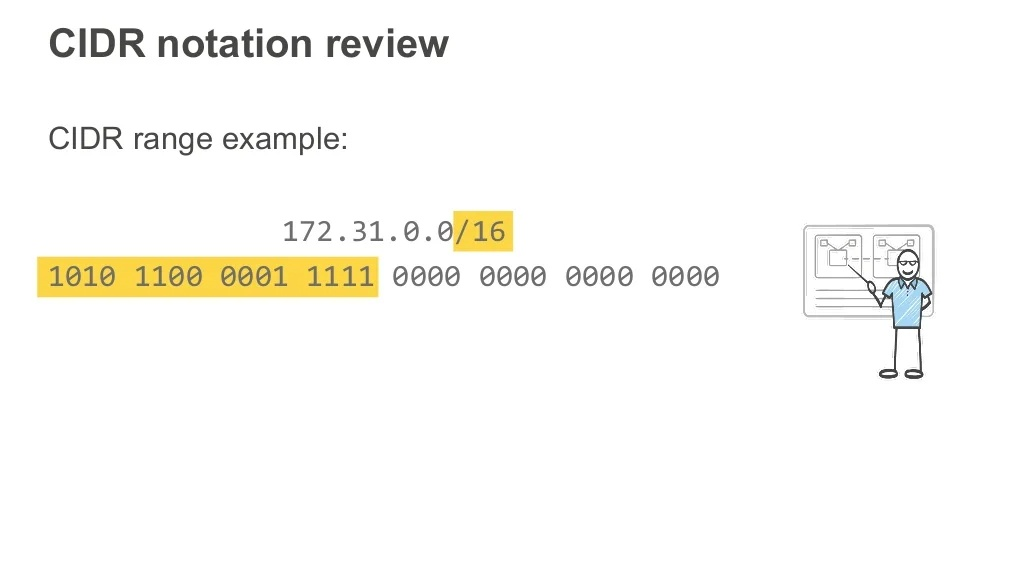 CIDR notation review
CIDR range example:
172.31.0.0/16
1010 1100 0001 1111 0000 0000 0000 0000